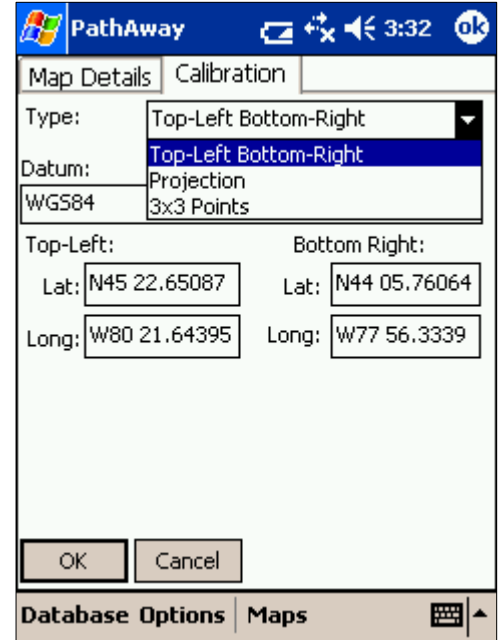 PathAway 3:32 ok
Map Details Calibration
Type: Top-Left Bottom-Right
Top-Left Bottom-Right
Projection
3x3 Points
Datum:
WGS84
Top-Left: Bottom Right:
Lat: N45 22.65087 Lat: N44 05.76064
Long: W80 21.64395 Long: W77 56.3339
OK Cancel
Database Options Maps